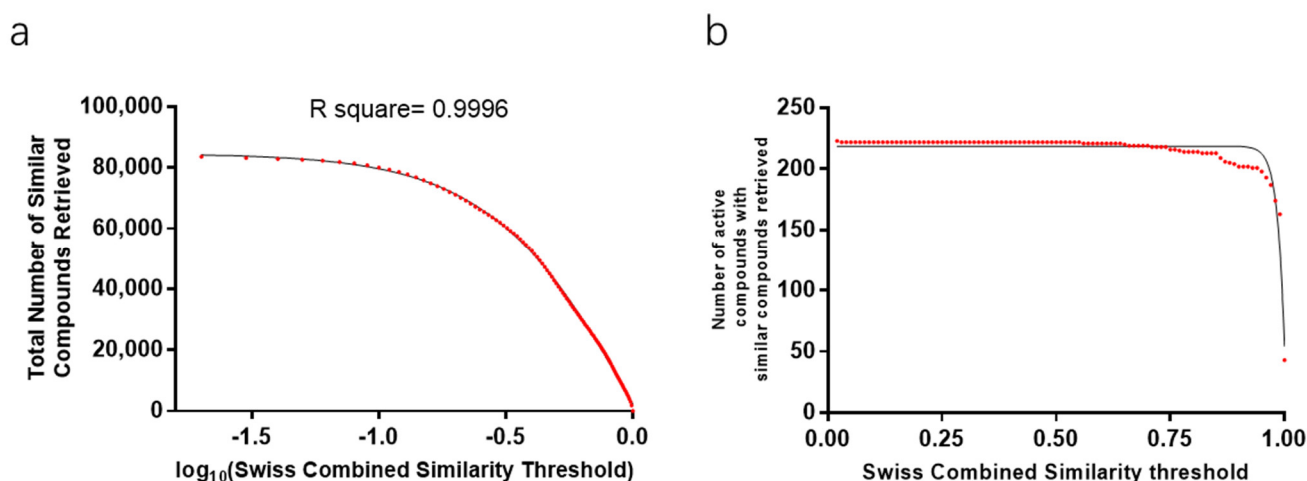 a
R square= 0.9996
Total Number of Similar
Compounds Retrieved
100,000
80,000
60,000
40,000
20,000
0
-1.5 -1.0 -0.5 0.0
log10(Swiss Combined Similarity Threshold)
b
Number of active
compounds with
similar compounds retrieved
250
200
150
100
50
0
0.00 0.25 0.50 0.75 1.00
Swiss Combined Similarity threshold